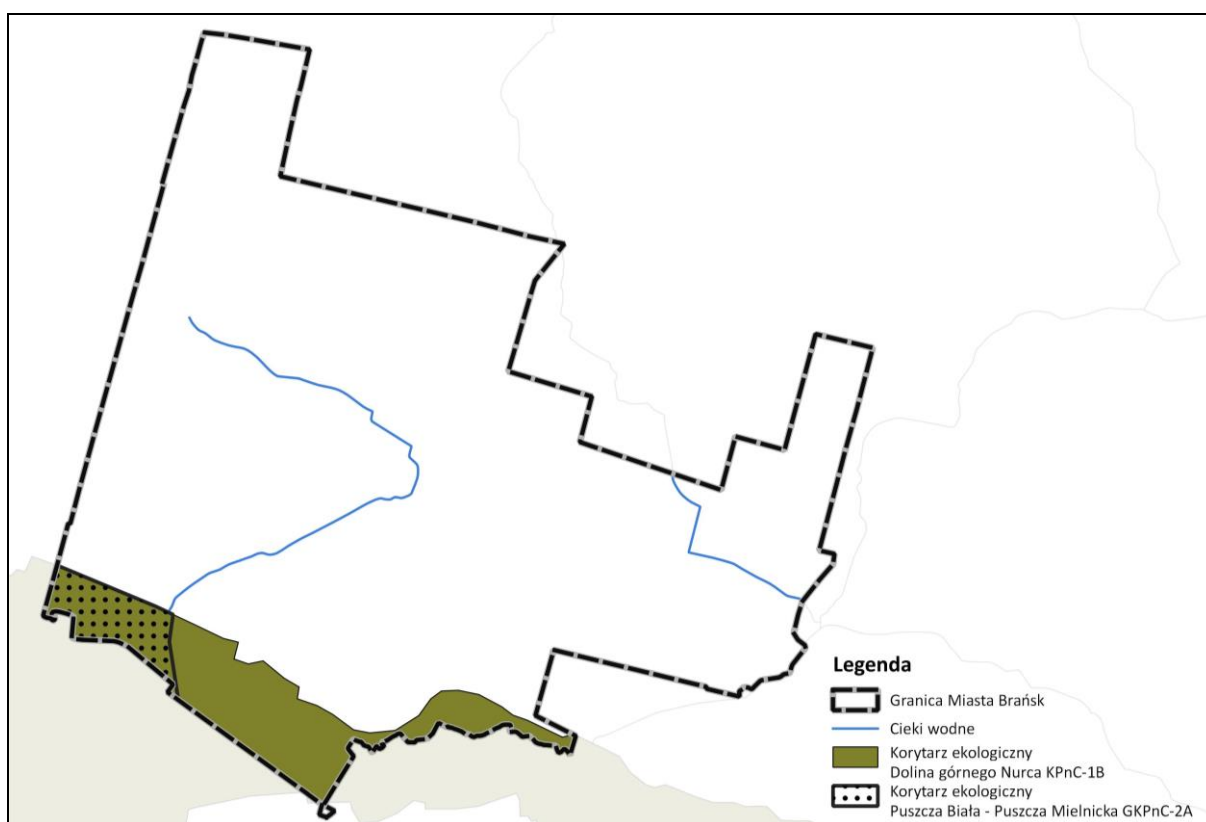 Legenda
Granica Miasta Brańsk
Cieki wodne
Korytarz ekologiczny
Dolina górnego Nurca KPnC-1B
Korytarz ekologiczny
Puszcza Biała - Puszcza Mielnicka GKPnC-2A